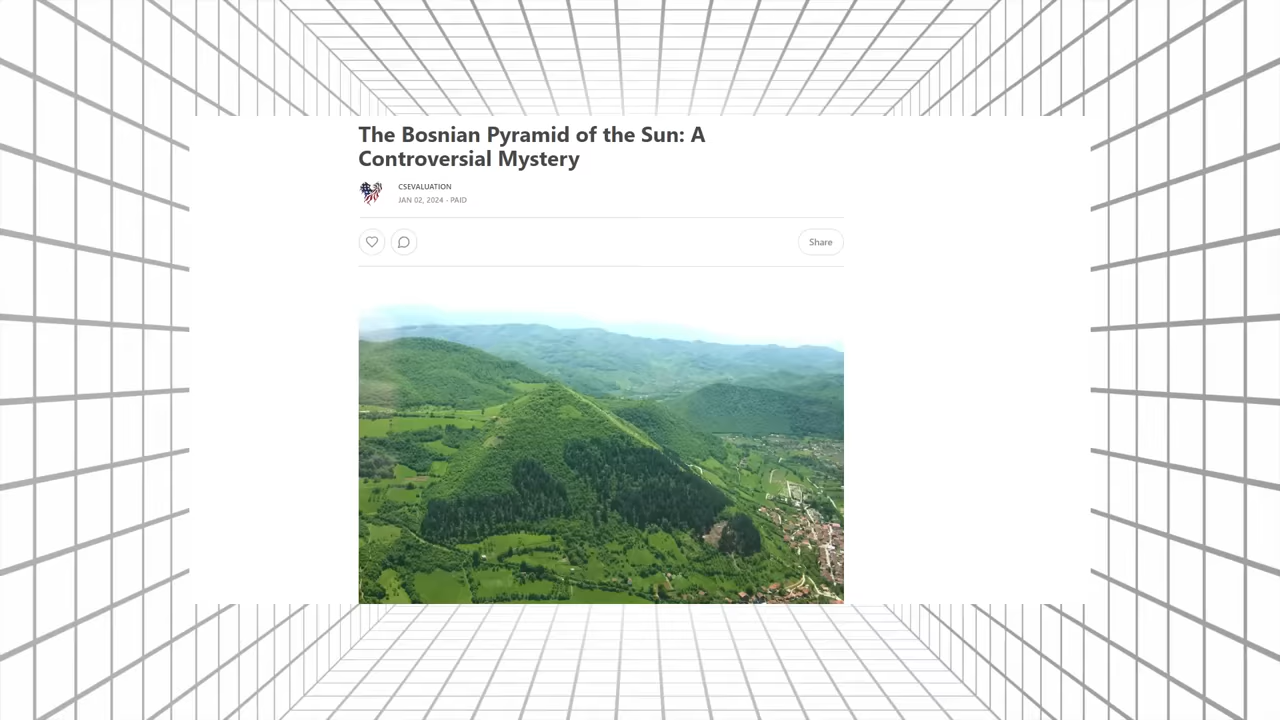 The Bosnian Pyramid of the Sun: A
Controversial Mystery
CSEVALUATION
JAN 02, 2024 · PAID
Share